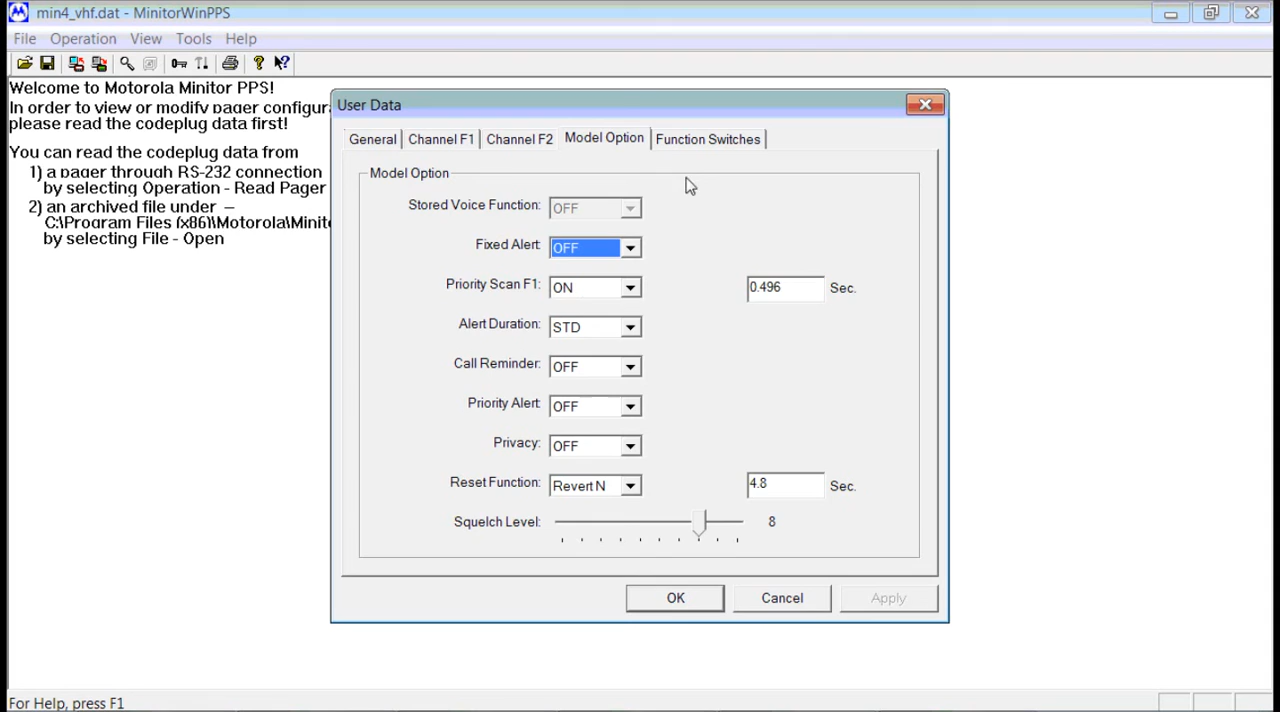 min4_vhf.dat - MinitorWinPPS
File Operation View Tools Help
Welcome to Motorola Minitor PPS!
In order to view or modify pager configura
please read the codeplug data first!
You can read the codeplug data from
1) a pager through RS-232 connection
by selecting Operation - Read Pager
2) an archived file under –
C:\Program Files (x86)\Motorola\Minito
by selecting File - Open
User Data
General Channel F1 Channel F2 Model Option Function Switches
Model Option
Stored Voice Function: OFF
Fixed Alert: OFF
Priority Scan F1: ON 0.496 Sec.
Alert Duration: STD
Call Reminder: OFF
Priority Alert: OFF
Privacy: OFF
Reset Function: Revert N 4.8 Sec.
Squelch Level: 8
OK Cancel Apply
For Help, press F1